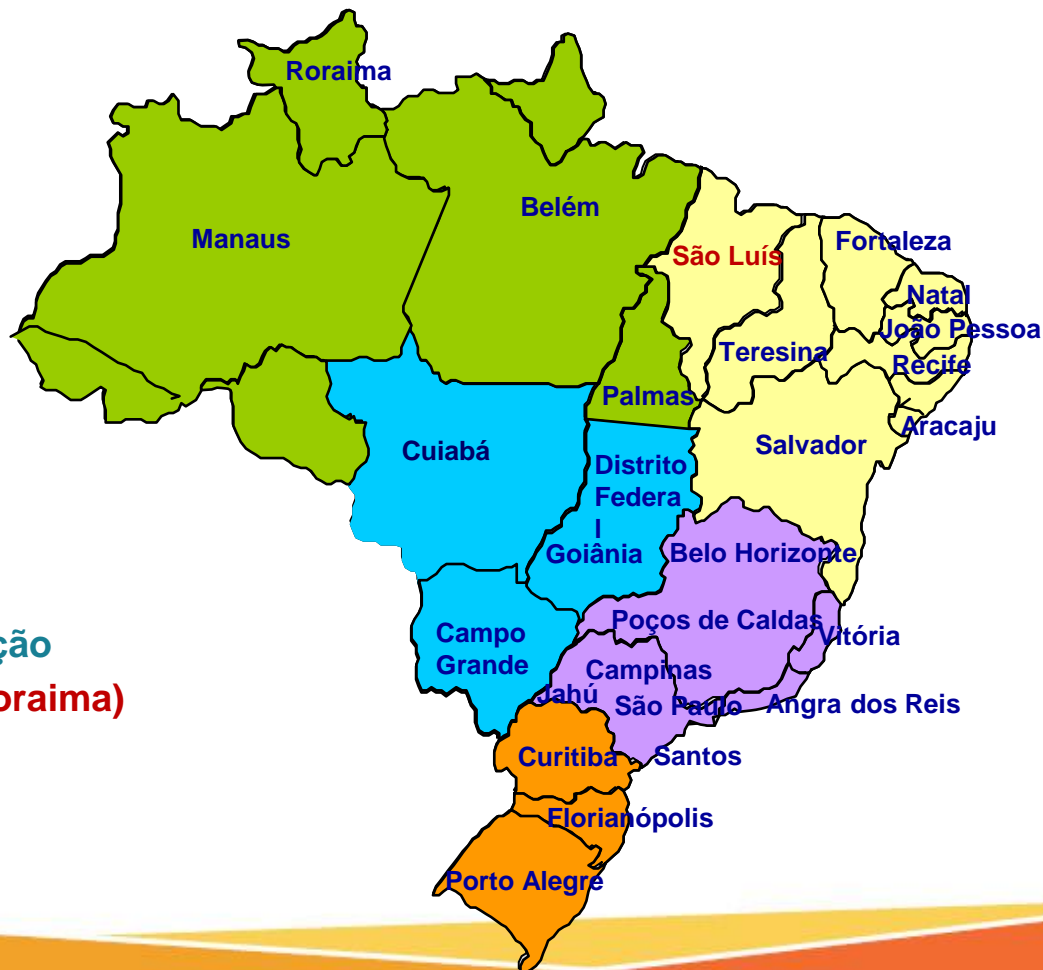 Roraima
Belém
Manaus
Fortaleza
São Luís
Natal
João Pessoa
Teresina
Recife
Palmas
Aracaju
Salvador
Cuiabá
Distrito
Federa
l
Goiânia
Belo Horizonte
Poços de Caldas
Vitória
Campo
Grande
Campinas
Jahú
São Paulo
Angra dos Reis
ção
oraima)
Curitiba
Santos
Florianópolis
Porto Alegre